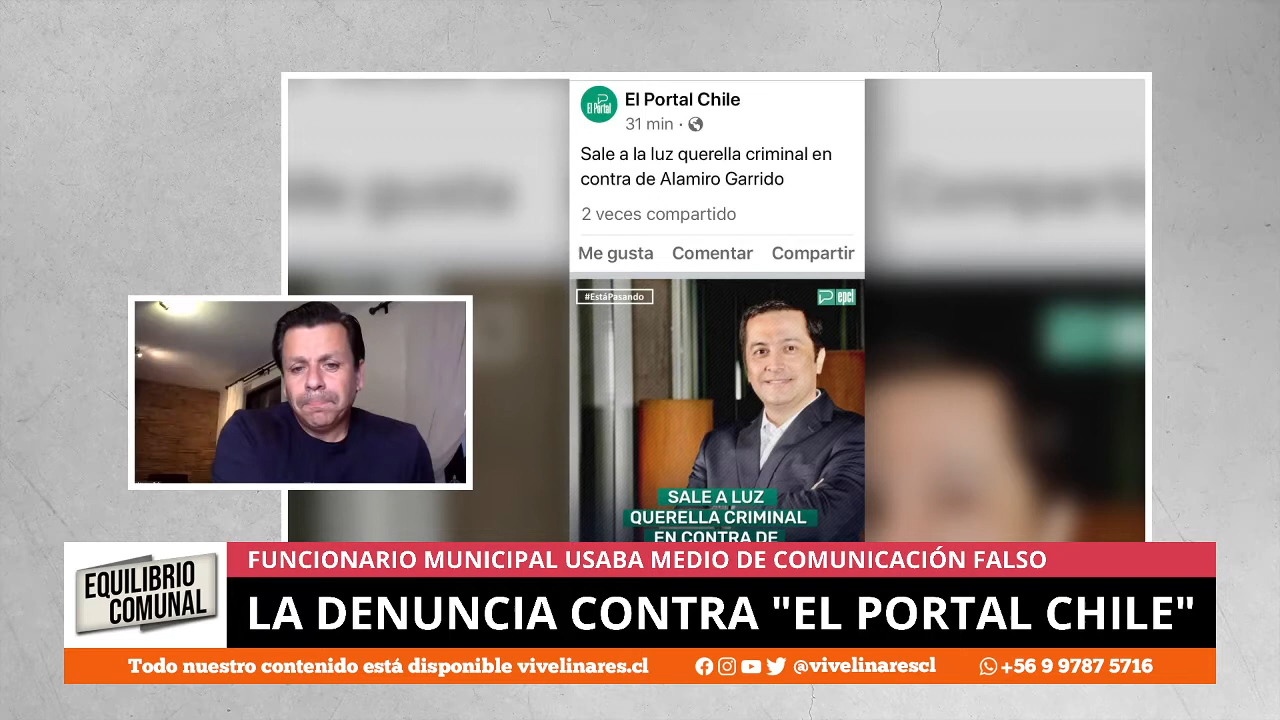 El Portal
El Portal Chile
31 min ·
Sale a la luz querella criminal en
contra de Alamiro Garrido
2 veces compartido
Me gusta Comentar Compartir
#EstáPasando
epcl
SALE A LUZ
QUERELLA CRIMINAL
EN CONTRA DE
EQUILIBRIO
COMUNAL
FUNCIONARIO MUNICIPAL USABA MEDIO DE COMUNICACIÓN FALSO
LA DENUNCIA CONTRA "EL PORTAL CHILE"
Todo nuestro contenido está disponible vivelinares.cl
@vivelinarescl
+56 9 9787 5716